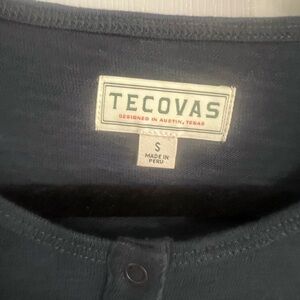 TECOVAS
DESIGNED IN AUSTIN, TEXAS
S
MADE IN
PERU